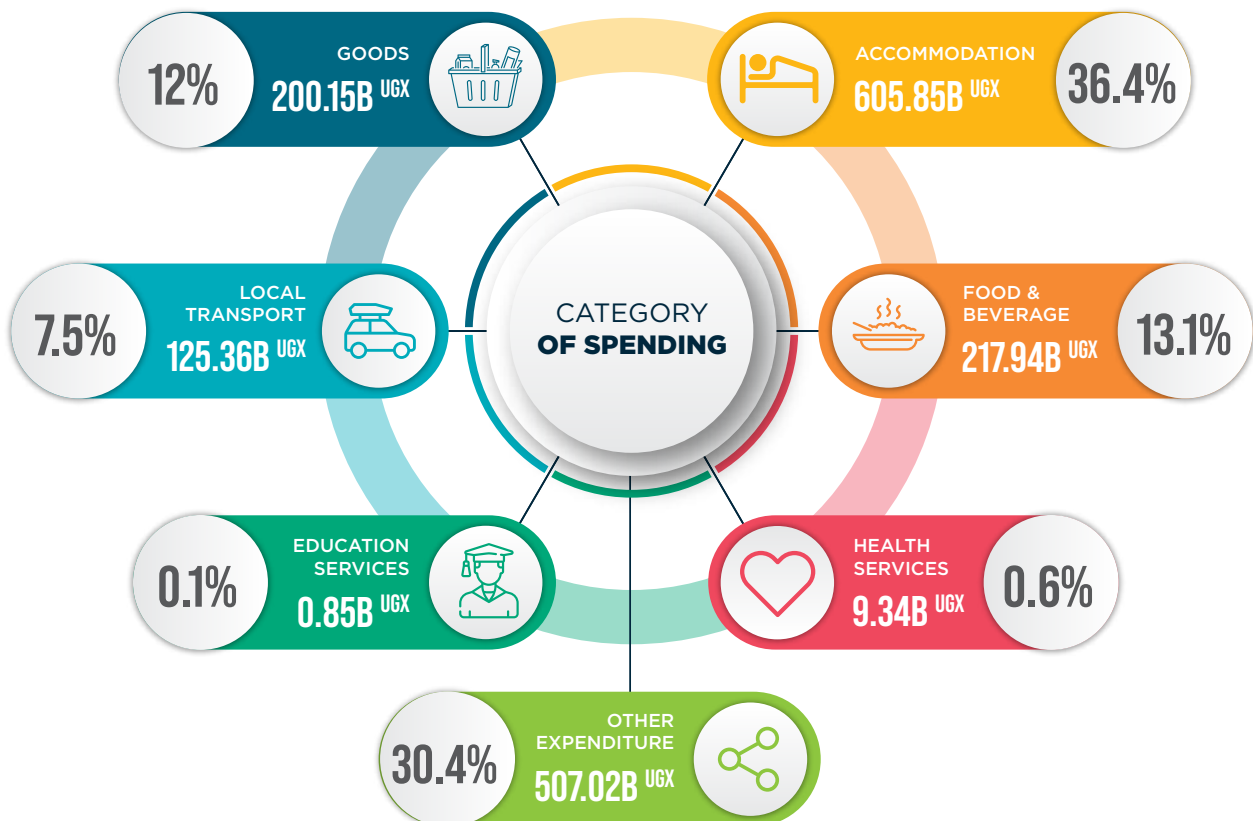 GOODS
200.15B UGX
12%
ACCOMMODATION
605.85B UGX
36.4%
CATEGORY
OF SPENDING
LOCAL
TRANSPORT
125.36B UGX
7.5%
FOOD &
BEVERAGE
217.94B UGX
13.1%
EDUCATION
SERVICES
0.85B UGX
0.1%
HEALTH
SERVICES
9.34B UGX
0.6%
OTHER
EXPENDITURE
507.02B UGX
30.4%